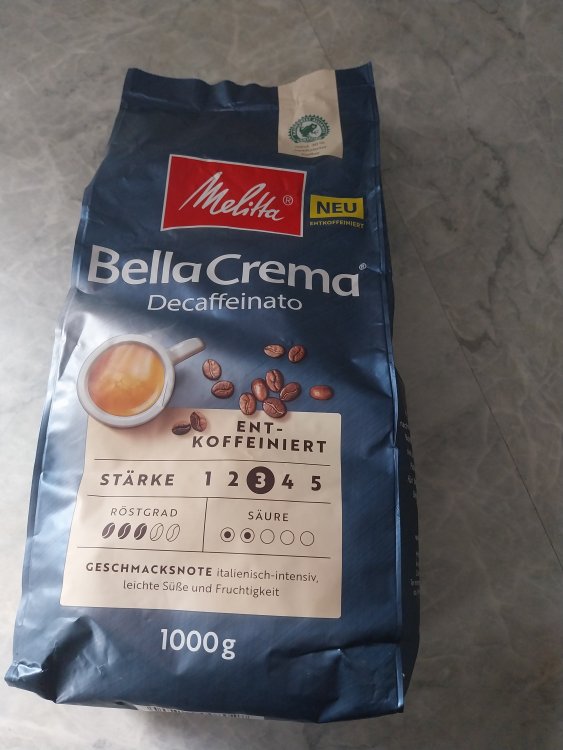 Melitta®
NEU
ENTKOFFEINIERT
BellaCrema®
Decaffeinato
ENT-
KOFFEINIERT
STÄRKE 1 2 3 4 5
RÖSTGRAD
SÄURE
GESCHMACKSNOTE italienisch-intensiv,
leichte Süße und Fruchtigkeit
1000g